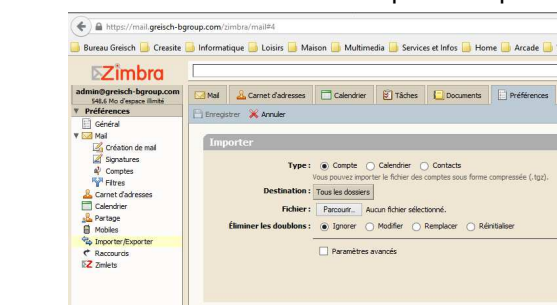 https://mail.greisch-bgroup.com/zimbra/mail#4
Bureau Greisch Creasite Informatique Loisirs Maison Multimedia Services et Infos Home Arcade
Zimbra
admin@greisch-bgroup.com
548,6 Mo d'espace illimité
Mail Carnet d'adresses Calendrier Tâches Documents Préférences
Enregistrer Annuler
Préférences
Général
Mail
Création de mail
Signatures
Comptes
Filtres
Carnet d'adresses
Calendrier
Partage
Mobiles
Importer/Exporter
Raccourcis
Zimlets
Importer
Type : Compte Calendrier Contacts
Vous pouvez importer le fichier des comptes sous forme compressée (.tgz).
Destination : Tous les dossiers
Fichier : Parcourir... Aucun fichier sélectionné.
Éliminer les doublons : Ignorer Modifier Remplacer Réinitialiser
Paramètres avancés